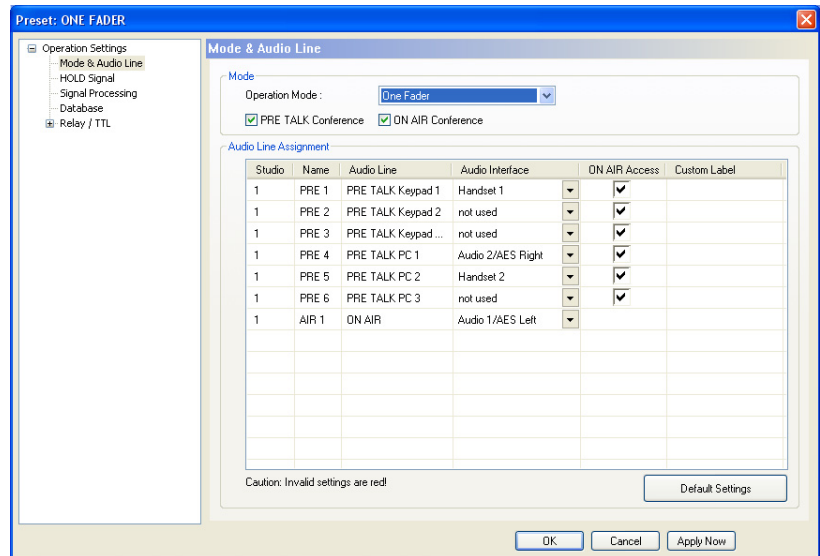 Preset: ONE FADER
Operation Settings
Mode & Audio Line
HOLD Signal
Signal Processing
Database
Relay / TTL
Mode & Audio Line
Mode
Operation Mode : One Fader
PRE TALK Conference ON AIR Conference
Audio Line Assignment
Studio Name Audio Line Audio Interface ON AIR Access Custom Label
1 PRE 1 PRE TALK Keypad 1 Handset 1
1 PRE 2 PRE TALK Keypad 2 not used
1 PRE 3 PRE TALK Keypad ... not used
1 PRE 4 PRE TALK PC 1 Audio 2/AES Right
1 PRE 5 PRE TALK PC 2 Handset 2
1 PRE 6 PRE TALK PC 3 not used
1 AIR 1 ON AIR Audio 1/AES Left
Caution: Invalid settings are red!
Default Settings
OK Cancel Apply Now